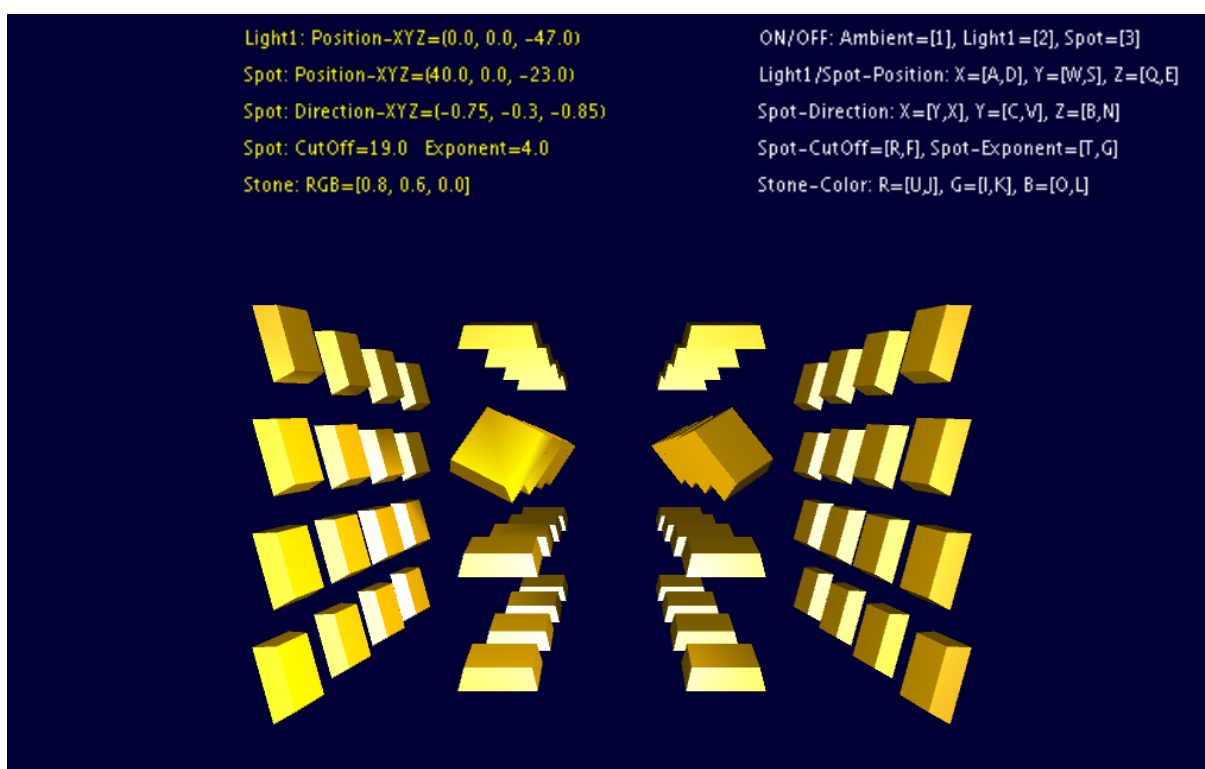 Light1: Position-XYZ=(0.0, 0.0, -47.0)
Spot: Position-XYZ=(40.0, 0.0, -23.0)
Spot: Direction-XYZ=(-0.75, -0.3, -0.85)
Spot: CutOff=19.0 Exponent=4.0
Stone: RGB=[0.8, 0.6, 0.0]
ON/OFF: Ambient=[1], Light1=[2], Spot=[3]
Light1/Spot-Position: X=[A,D], Y=[W,S], Z=[Q,E]
Spot-Direction: X=[Y,X], Y=[C,V], Z=[B,N]
Spot-CutOff=[R,F], Spot-Exponent=[T,G]
Stone-Color: R=[U,J], G=[I,K], B=[O,L]